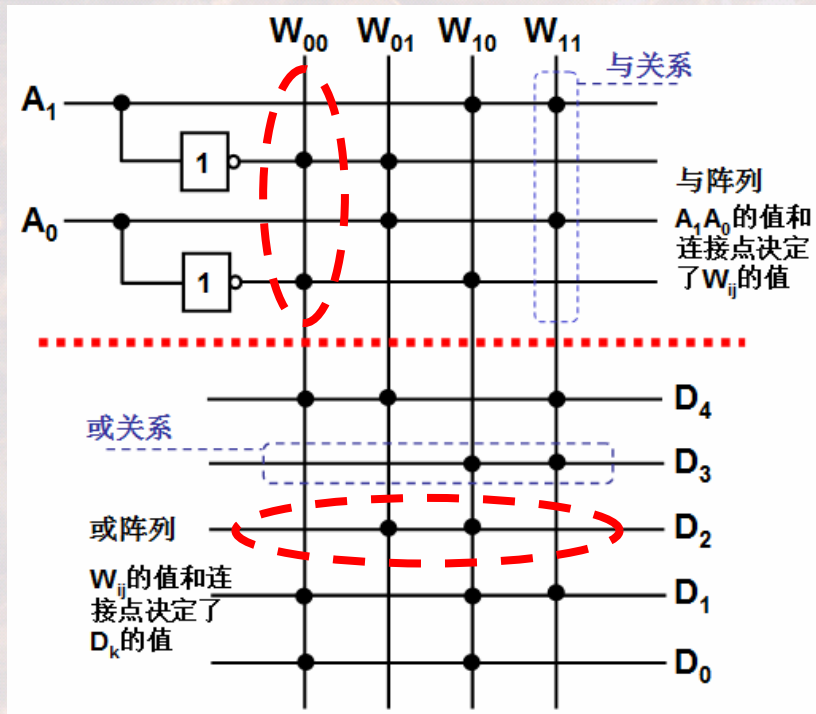 W₀₀ W₀₁ W₁₀ W₁₁
与关系
A₁
1
与阵列
A₀
A₁A₀的值和
连接点决定
了Wᵢⱼ的值
1
D₄
或关系
D₃
或阵列
D₂
Wᵢⱼ的值和连
接点决定了
Dₖ的值
D₁
D₀